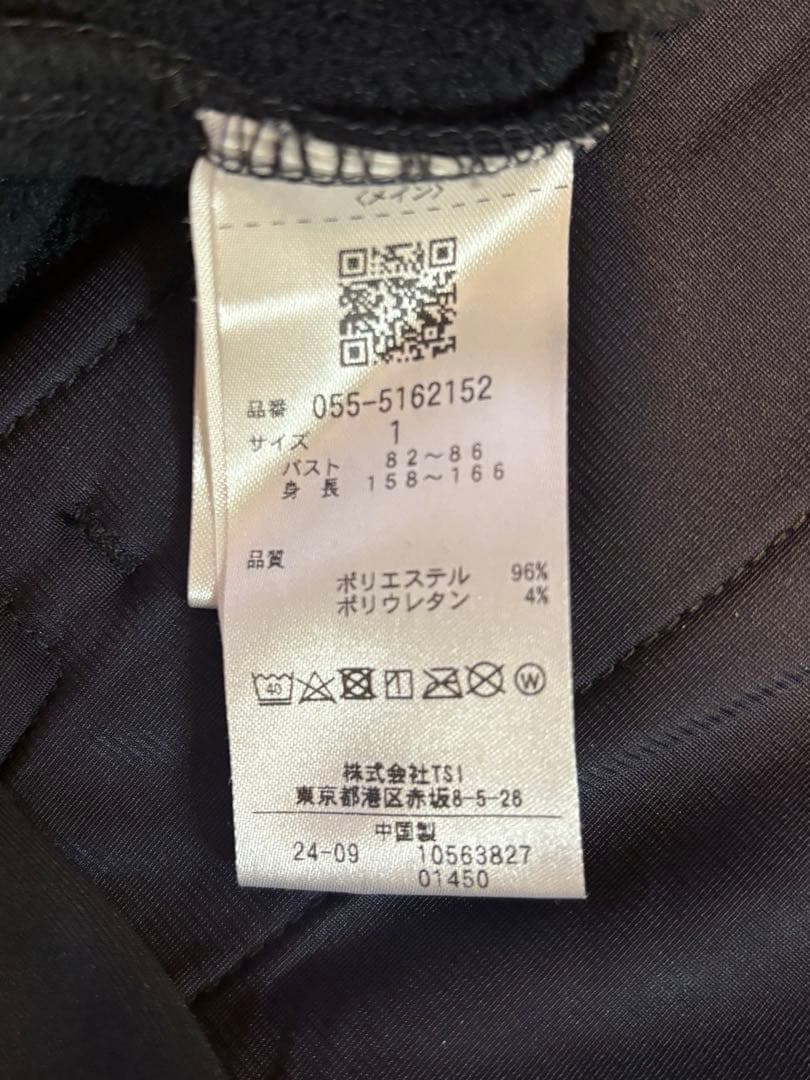 〈メイン〉
品番 055-5162152
サイズ 1
バスト 82～86
身長 158～166
品質
ポリエステル 96%
ポリウレタン 4%
40 W
株式会社TSI
東京都港区赤坂8-5-26
中国製
24-09 10563827
01450